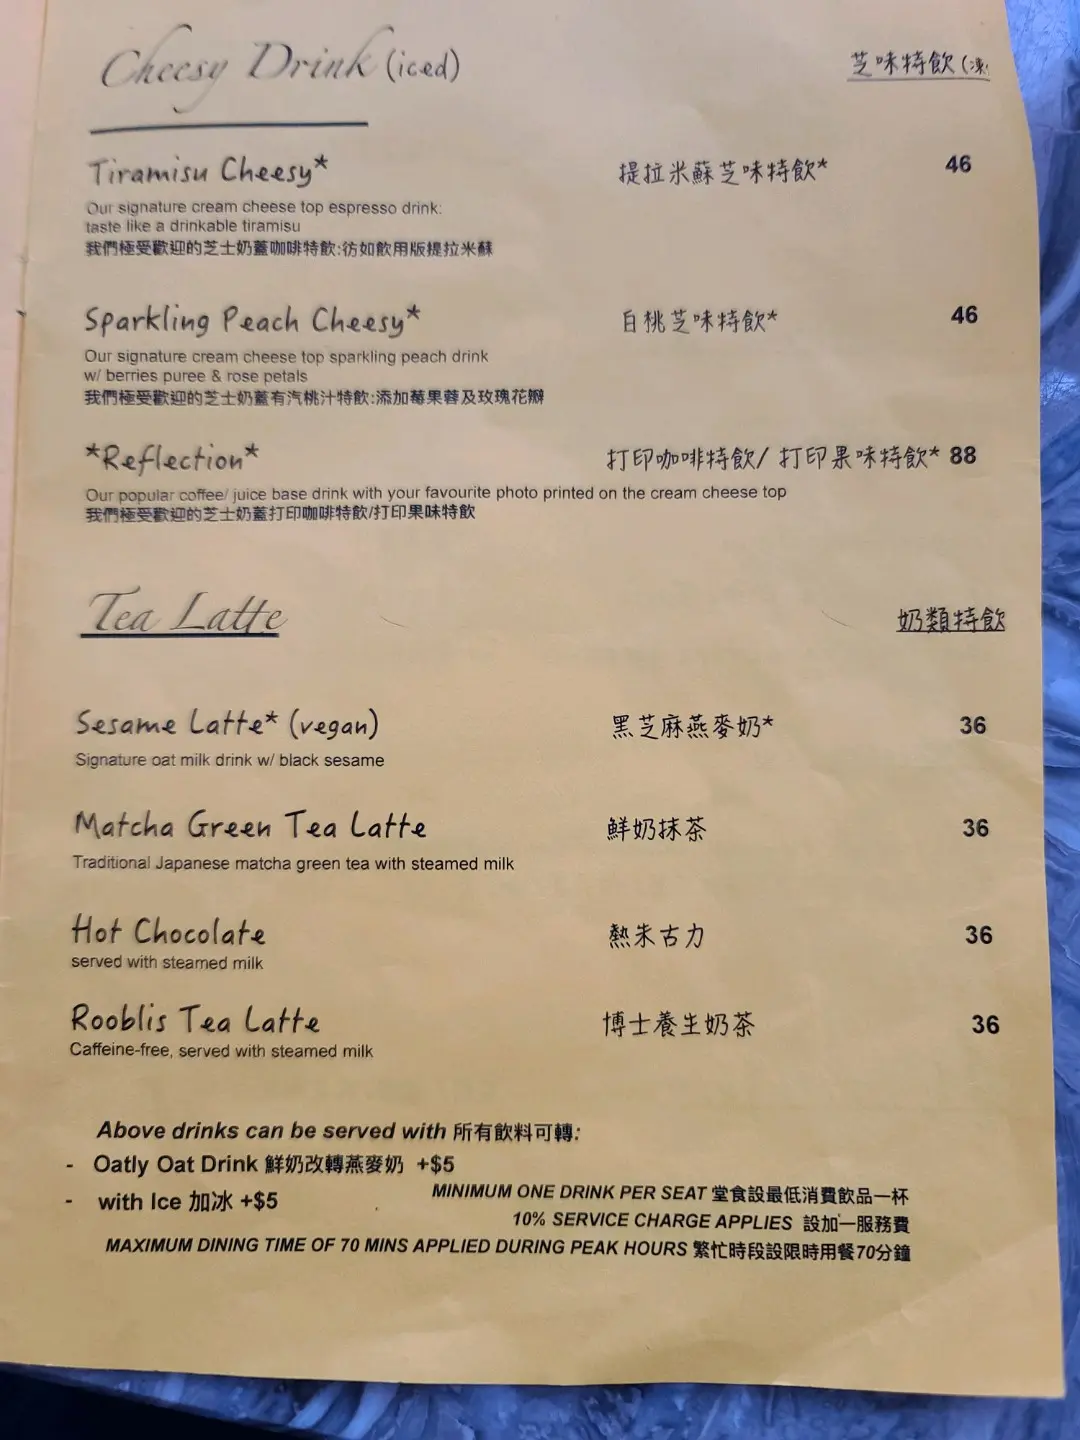 Cheesy Drink (iced) 芝味特飲 (凍
Tiramisu Cheesy* 提拉米蘇芝味特飲* 46
Our signature cream cheese top espresso drink:
taste like a drinkable tiramisu
我們極受歡迎的芝士奶蓋咖啡特飲:彷如飲用版提拉米蘇
Sparkling Peach Cheesy* 白桃芝味特飲* 46
Our signature cream cheese top sparkling peach drink
w/ berries puree & rose petals
我們極受歡迎的芝士奶蓋有汽桃汁特飲:添加莓果蓉及玫瑰花瓣
*Reflection* 打印咖啡特飲/ 打印果味特飲* 88
Our popular coffee/ juice base drink with your favourite photo printed on the cream cheese top
我們極受歡迎的芝士奶蓋打印咖啡特飲/打印果味特飲
Tea Latte 奶類特飲
Sesame Latte* (vegan) 黑芝麻燕麥奶* 36
Signature oat milk drink w/ black sesame
Matcha Green Tea Latte 鮮奶抹茶 36
Traditional Japanese matcha green tea with steamed milk
Hot Chocolate 熱朱古力 36
served with steamed milk
Rooblis Tea Latte 博士養生奶茶 36
Caffeine-free, served with steamed milk
Above drinks can be served with 所有飲料可轉:
- Oatly Oat Drink 鮮奶改轉燕麥奶 +$5
- with Ice 加冰 +$5
MINIMUM ONE DRINK PER SEAT 堂食設最低消費飲品一杯
10% SERVICE CHARGE APPLIES 設加一服務費
MAXIMUM DINING TIME OF 70 MINS APPLIED DURING PEAK HOURS 繁忙時段設限時用餐70分鐘